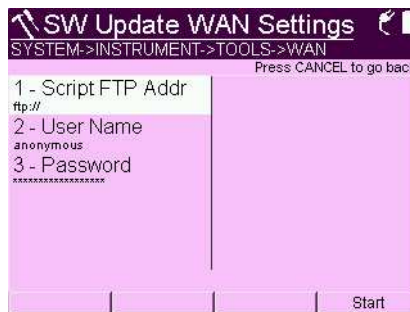 SW Update WAN Settings
SYSTEM->INSTRUMENT->TOOLS->WAN
Press CANCEL to go bac
1 - Script FTP Addr
ftp://
2 - User Name
anonymous
3 - Password
******************
Start